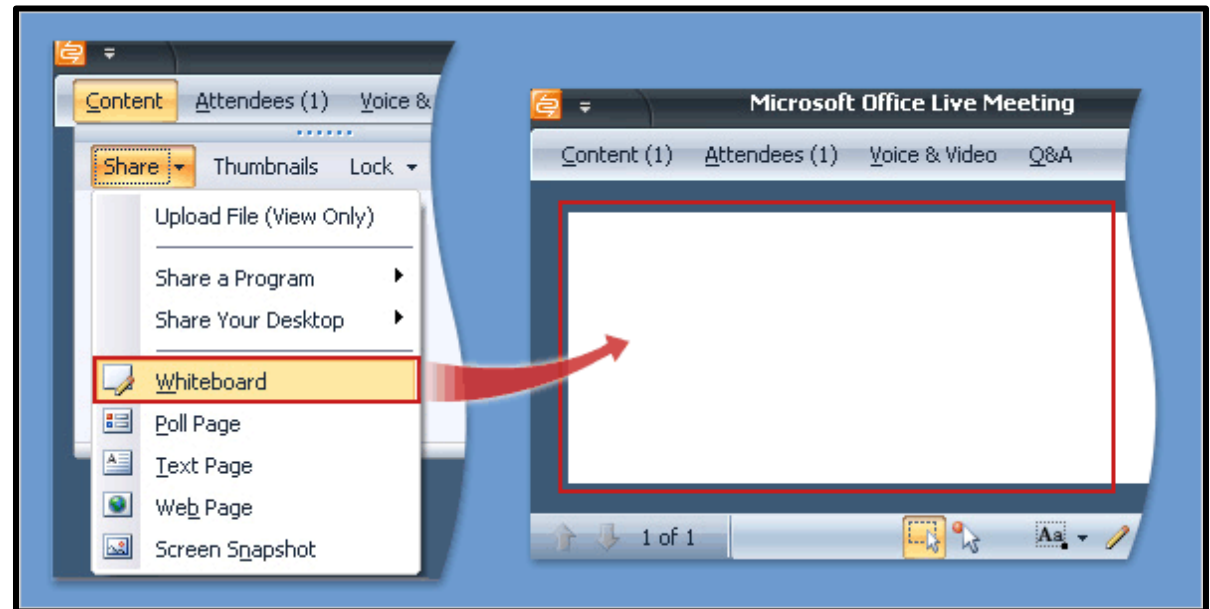 Content Attendees (1) Voice &
Share Thumbnails Lock
Upload File (View Only)
Share a Program
Share Your Desktop
Whiteboard
Poll Page
Text Page
Web Page
Screen Snapshot
Microsoft Office Live Meeting
Content (1) Attendees (1) Voice & Video Q&A
1 of 1
Aa